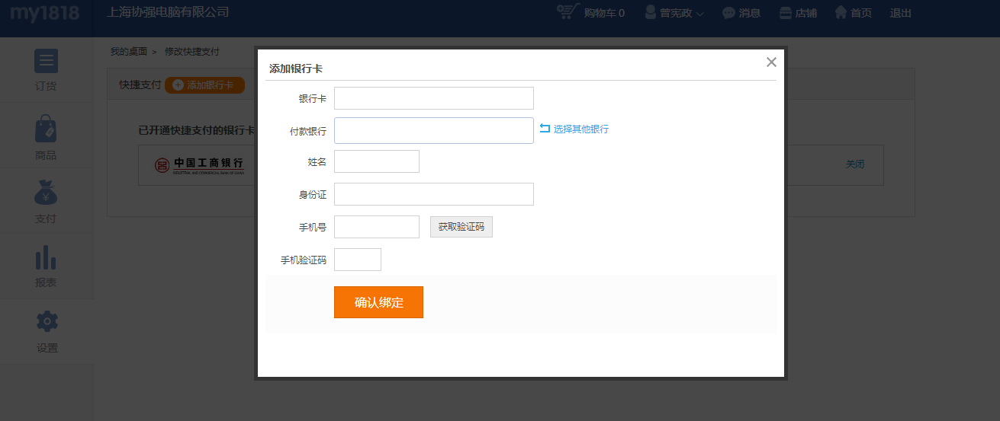 my1818 上海协强电脑有限公司 购物车 0 曾宪政 消息 店铺 首页 退出
我的桌面 > 修改快捷支付
订货
商品
支付
报表
设置
快捷支付 添加银行卡
已开通快捷支付的银行卡
中国工商银行
INDUSTRIAL AND COMMERCIAL BANK OF CHINA
关闭
添加银行卡
银行卡
付款银行 选择其他银行
姓名
身份证
手机号 获取验证码
手机验证码
确认绑定